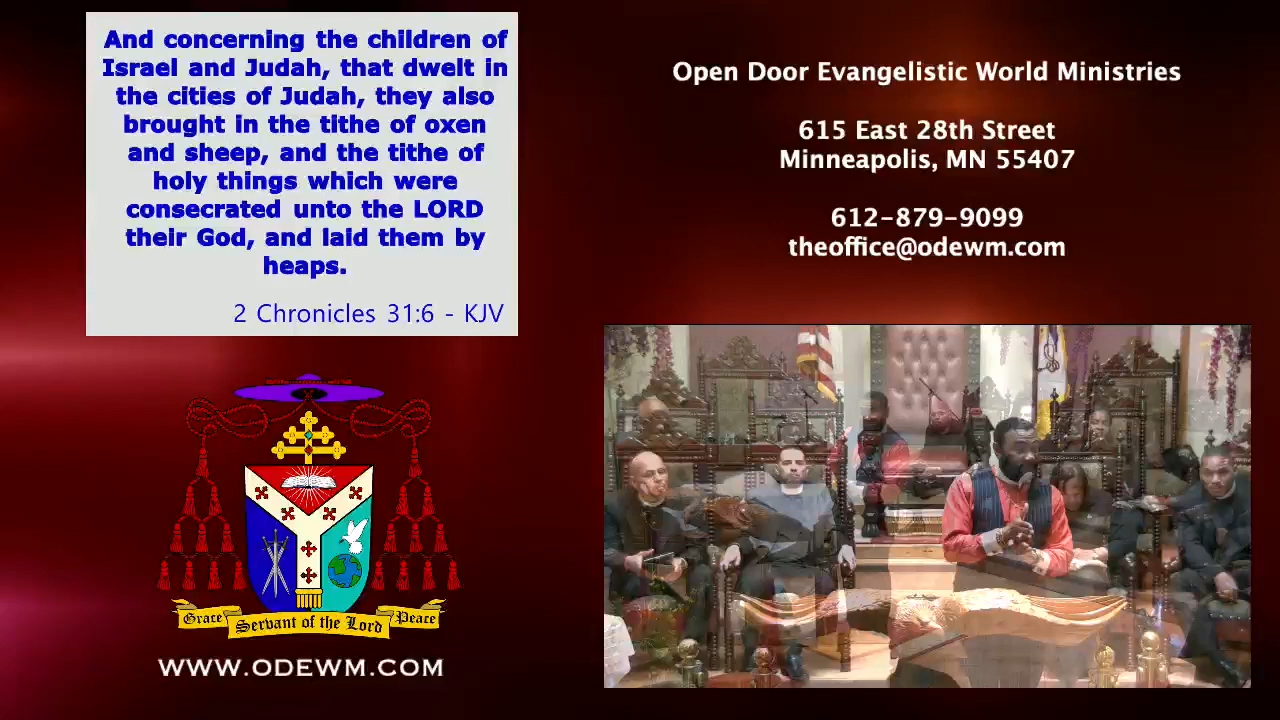 And concerning the children of
Israel and Judah, that dwelt in
the cities of Judah, they also
brought in the tithe of oxen
and sheep, and the tithe of
holy things which were
consecrated unto the LORD
their God, and laid them by
heaps.
2 Chronicles 31:6 - KJV
Open Door Evangelistic World Ministries
615 East 28th Street
Minneapolis, MN 55407
612-879-9099
theoffice@odewm.com
Grace Servant of the Lord Peace
WWW.ODEWM.COM